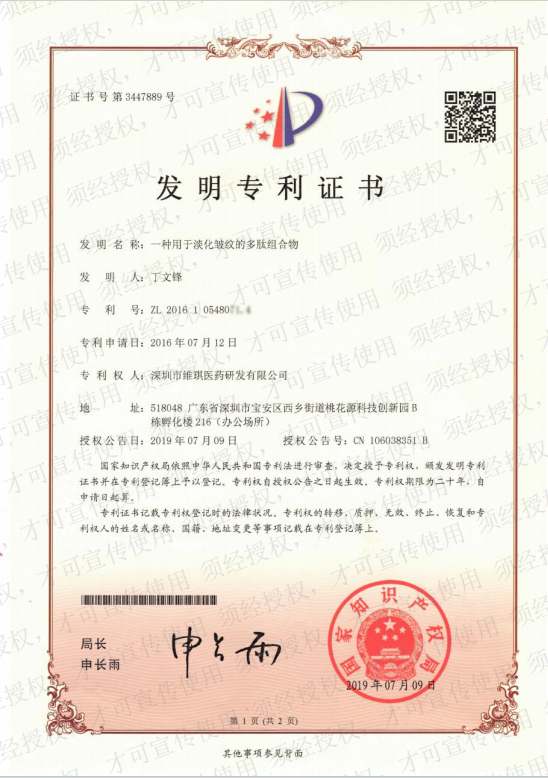 证书号第3447889号
发明专利证书
发明名称：一种用于淡化皱纹的多肽组合物
发明人：丁文锋
专利号：ZL 2016 1 05480
专利申请日：2016年07月12日
专利权人：深圳市维琪医药研发有限公司
地址：518048 广东省深圳市宝安区西乡街道桃花源科技创新园B
栋孵化楼216（办公场所）
授权公告日：2019年07月09日 授权公告号：CN 106038351 B
国家知识产权局依照中华人民共和国专利法进行审查，决定授予专利权，颁发发明专利
证书并在专利登记簿上予以登记。专利权自授权公告之日起生效。专利权期限为二十年，自
申请日起算。
专利证书记载专利权登记时的法律状况。专利权的转移、质押、无效、终止、恢复和专
利权人的姓名或名称、国籍、地址变更等事项记载在专利登记簿上。
局长
申长雨
申长雨
国家知识产权局
2019年07月09日
第1页(共2页)
其他事项参见背面
须经授权，才可宣传使用